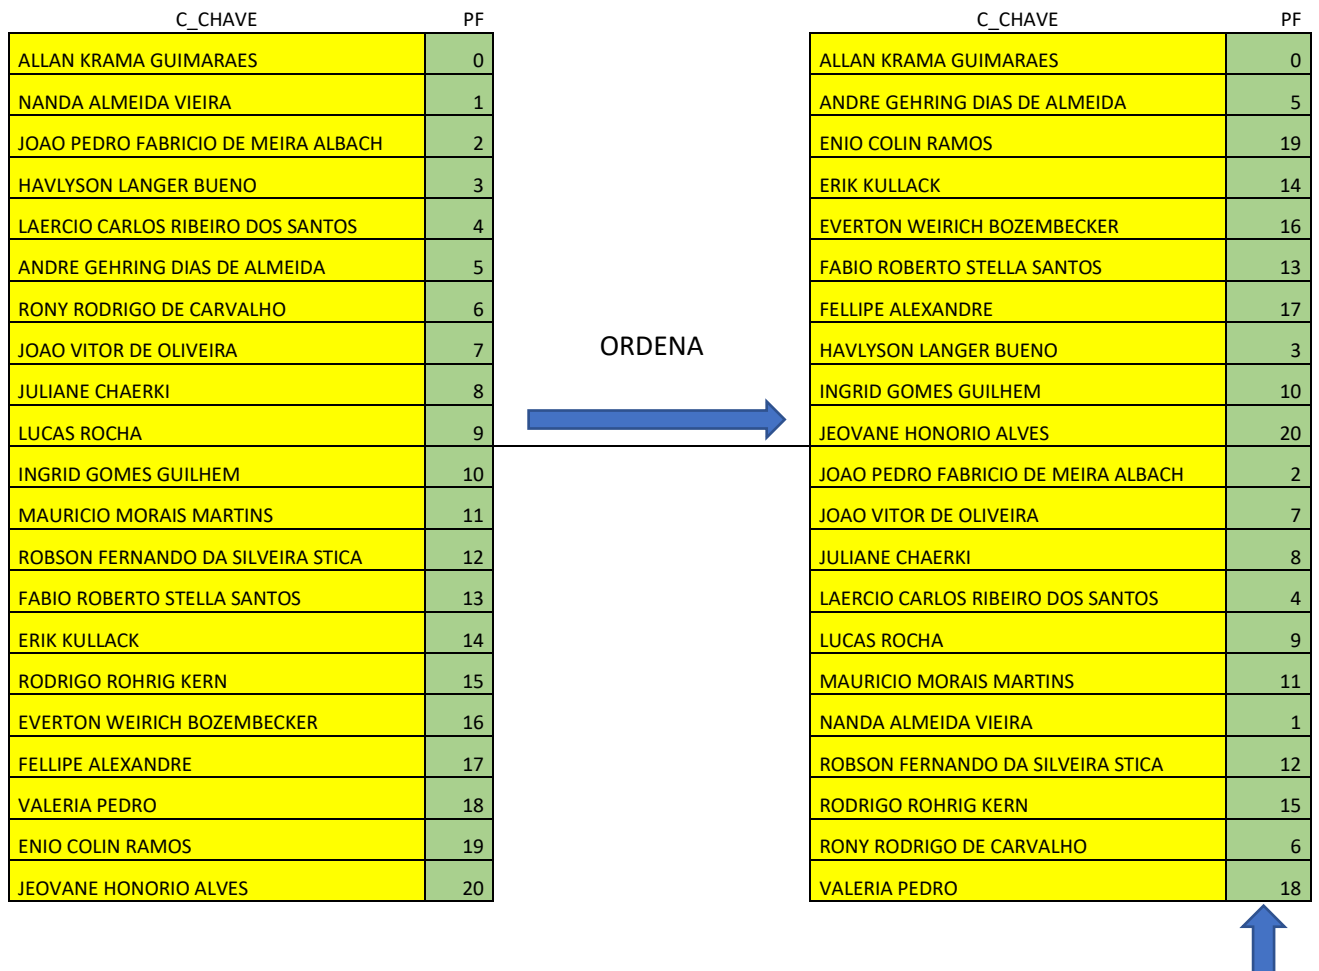 C_CHAVE PF C_CHAVE PF
ALLAN KRAMA GUIMARAES 0 ALLAN KRAMA GUIMARAES 0
NANDA ALMEIDA VIEIRA 1 ANDRE GEHRING DIAS DE ALMEIDA 5
JOAO PEDRO FABRICIO DE MEIRA ALBACH 2 ENIO COLIN RAMOS 19
HAVLYSON LANGER BUENO 3 ERIK KULLACK 14
LAERCIO CARLOS RIBEIRO DOS SANTOS 4 EVERTON WEIRICH BOZEMBECKER 16
ANDRE GEHRING DIAS DE ALMEIDA 5 FABIO ROBERTO STELLA SANTOS 13
RONY RODRIGO DE CARVALHO 6 FELLIPE ALEXANDRE 17
JOAO VITOR DE OLIVEIRA 7 ORDENA HAVLYSON LANGER BUENO 3
JULIANE CHAERKI 8 INGRID GOMES GUILHEM 10
LUCAS ROCHA 9 JEOVANE HONORIO ALVES 20
INGRID GOMES GUILHEM 10 JOAO PEDRO FABRICIO DE MEIRA ALBACH 2
MAURICIO MORAIS MARTINS 11 JOAO VITOR DE OLIVEIRA 7
ROBSON FERNANDO DA SILVEIRA STICA 12 JULIANE CHAERKI 8
FABIO ROBERTO STELLA SANTOS 13 LAERCIO CARLOS RIBEIRO DOS SANTOS 4
ERIK KULLACK 14 LUCAS ROCHA 9
RODRIGO ROHRIG KERN 15 MAURICIO MORAIS MARTINS 11
EVERTON WEIRICH BOZEMBECKER 16 NANDA ALMEIDA VIEIRA 1
FELLIPE ALEXANDRE 17 ROBSON FERNANDO DA SILVEIRA STICA 12
VALERIA PEDRO 18 RODRIGO ROHRIG KERN 15
ENIO COLIN RAMOS 19 RONY RODRIGO DE CARVALHO 6
JEOVANE HONORIO ALVES 20 VALERIA PEDRO 18